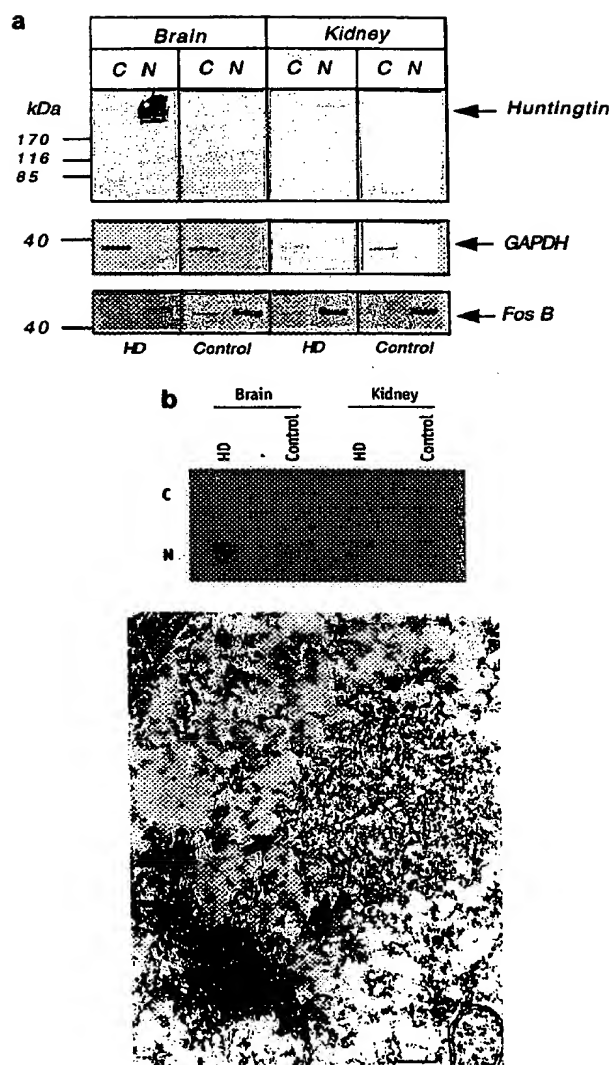 a
Brain Kidney
C N C N C N C N
kDa
Huntingtin
170
116
85
40
GAPDH
Fos B
40
HD Control HD Control
b
Brain Kidney
HD Control HD Control
C
N